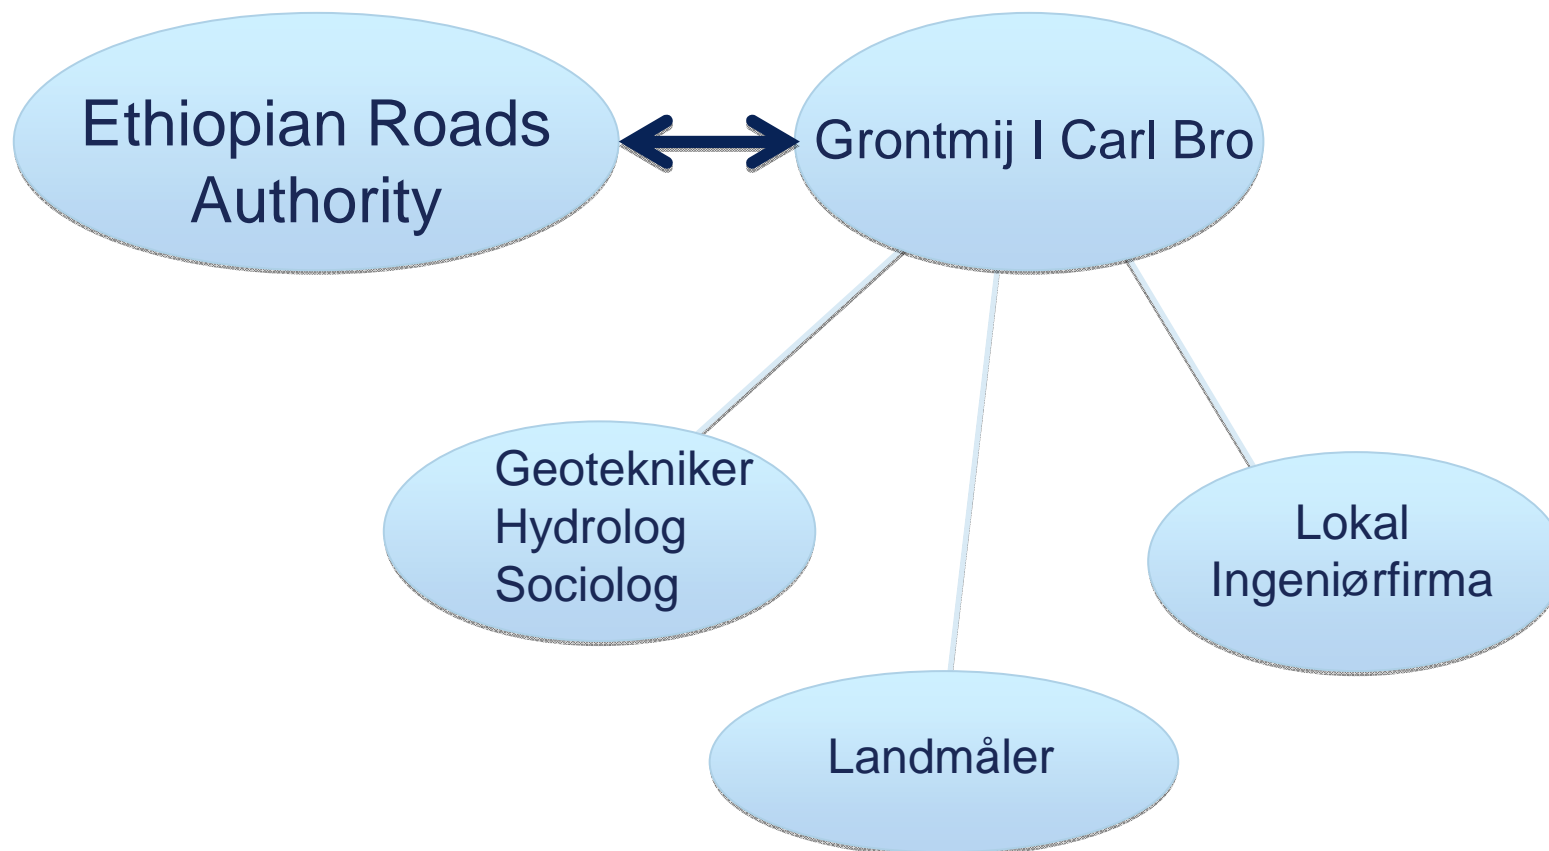 Ethiopian Roads
Authority
Grontmij I Carl Bro
Geotekniker
Hydrolog
Sociolog
Lokal
Ingeniørfirma
Landmåler